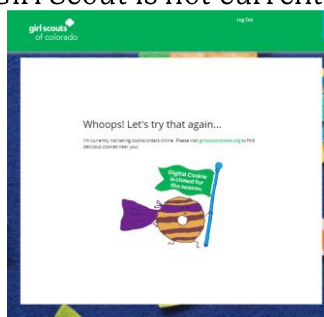 Girl Scout is not current
girl scouts
of colorado
Log Out
Whoops! Let's try that again...
I'm currently not taking cookie orders online. Please visit girlscoutcookies.org to find
delicious cookies near you!
Digital Cookie
is closed for
the season.